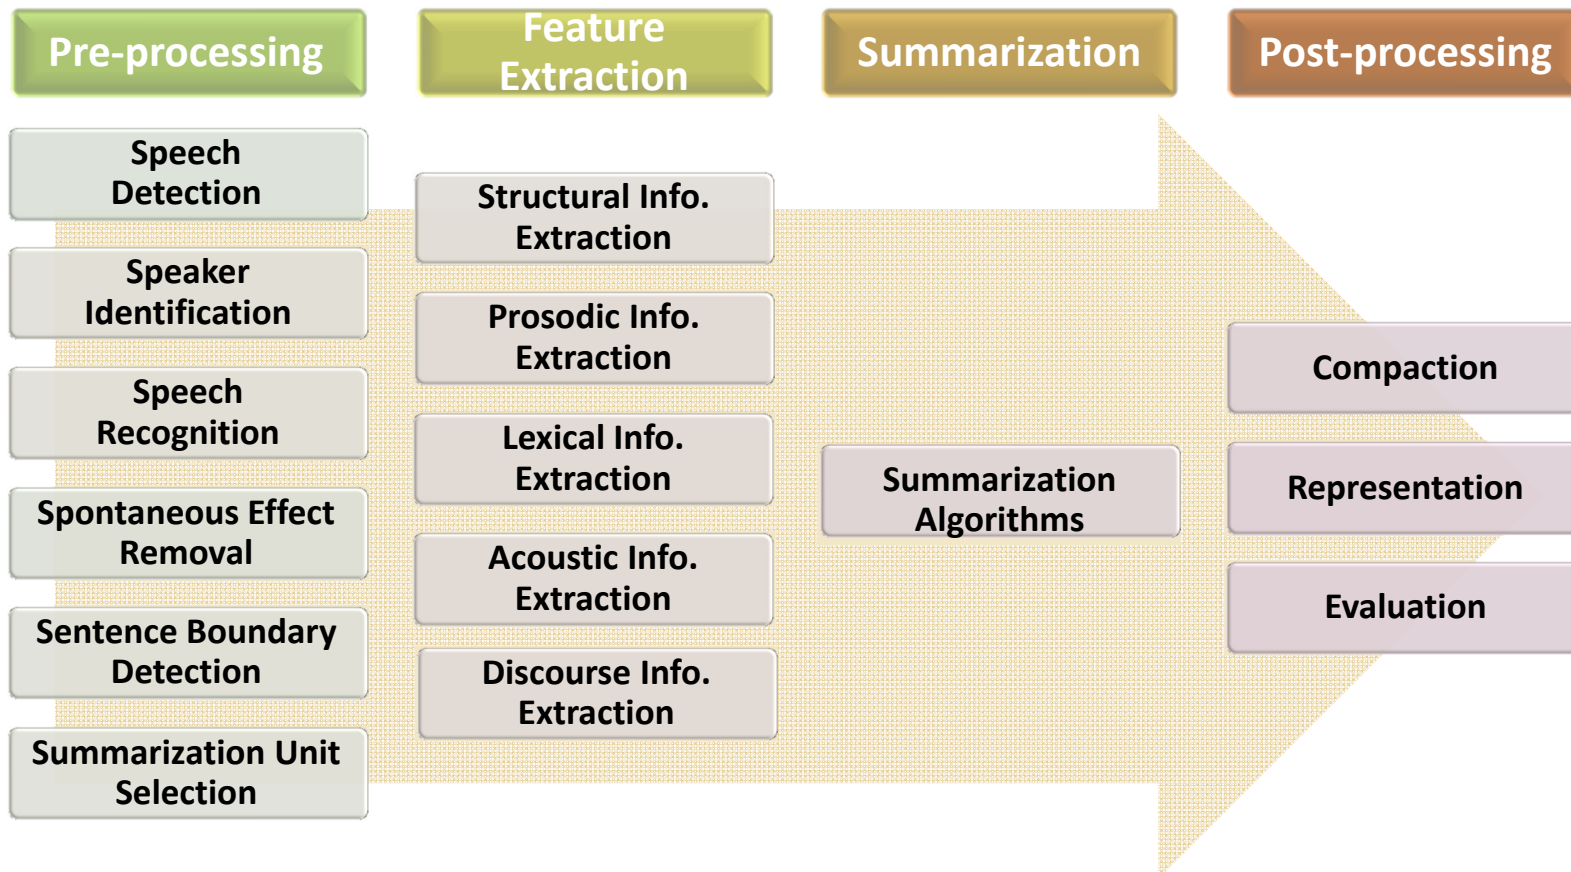 Pre-processing
Feature
Extraction
Summarization
Post-processing
Speech
Detection
Speaker
Identification
Speech
Recognition
Spontaneous Effect
Removal
Sentence Boundary
Detection
Summarization Unit
Selection
Structural Info.
Extraction
Prosodic Info.
Extraction
Lexical Info.
Extraction
Acoustic Info.
Extraction
Discourse Info.
Extraction
Summarization
Algorithms
Compaction
Representation
Evaluation